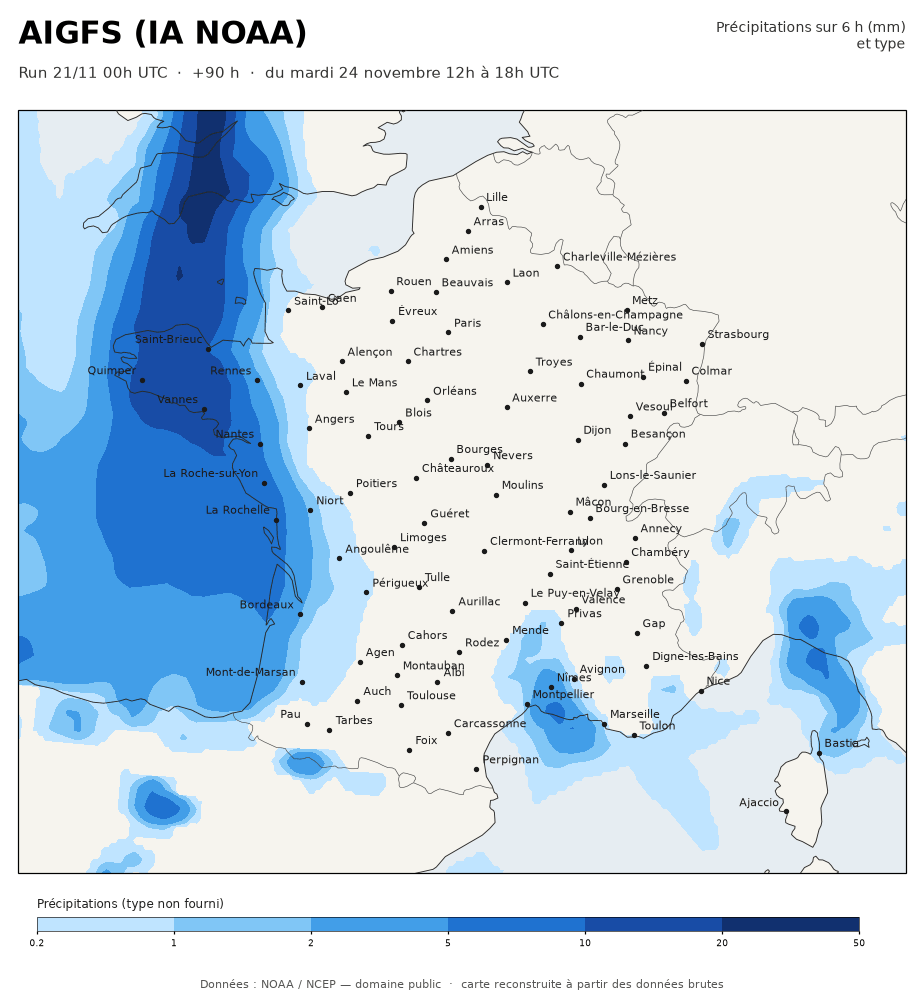 AIGFS (IA NOAA)
Précipitations sur 6 h (mm)
et type
Run 21/11 00h UTC · +90 h · du mardi 24 novembre 12h à 18h UTC
Lille
Arras
Amiens
Charleville-Mézières
Laon
Rouen
Beauvais
Saint-Lô
Caen
Metz
Évreux
Paris
Châlons-en-Champagne
Bar-le-Duc
Nancy
Strasbourg
Saint-Brieuc
Alençon
Chartres
Troyes
Chaumont
Épinal
Colmar
Quimper
Rennes
Laval
Le Mans
Orléans
Vannes
Auxerre
Vesoul
Belfort
Angers
Tours
Blois
Nantes
Dijon
Besançon
Bourges
Nevers
La Roche-sur-Yon
Châteauroux
Lons-le-Saunier
Poitiers
Moulins
Niort
La Rochelle
Guéret
Mâcon
Bourg-en-Bresse
Limoges
Angoulême
Clermont-Ferrand
Lyon
Annecy
Chambéry
Saint-Étienne
Périgueux
Tulle
Grenoble
Bordeaux
Aurillac
Le Puy-en-Velay
Valence
Privas
Cahors
Rodez
Mende
Gap
Agen
Montauban
Albi
Digne-les-Bains
Mont-de-Marsan
Nîmes
Avignon
Auch
Toulouse
Montpellier
Nice
Pau
Tarbes
Carcassonne
Marseille
Toulon
Foix
Bastia
Perpignan
Ajaccio
Précipitations (type non fourni)
0.2 1 2 5 10 20 50
Données : NOAA / NCEP — domaine public · carte reconstruite à partir des données brutes